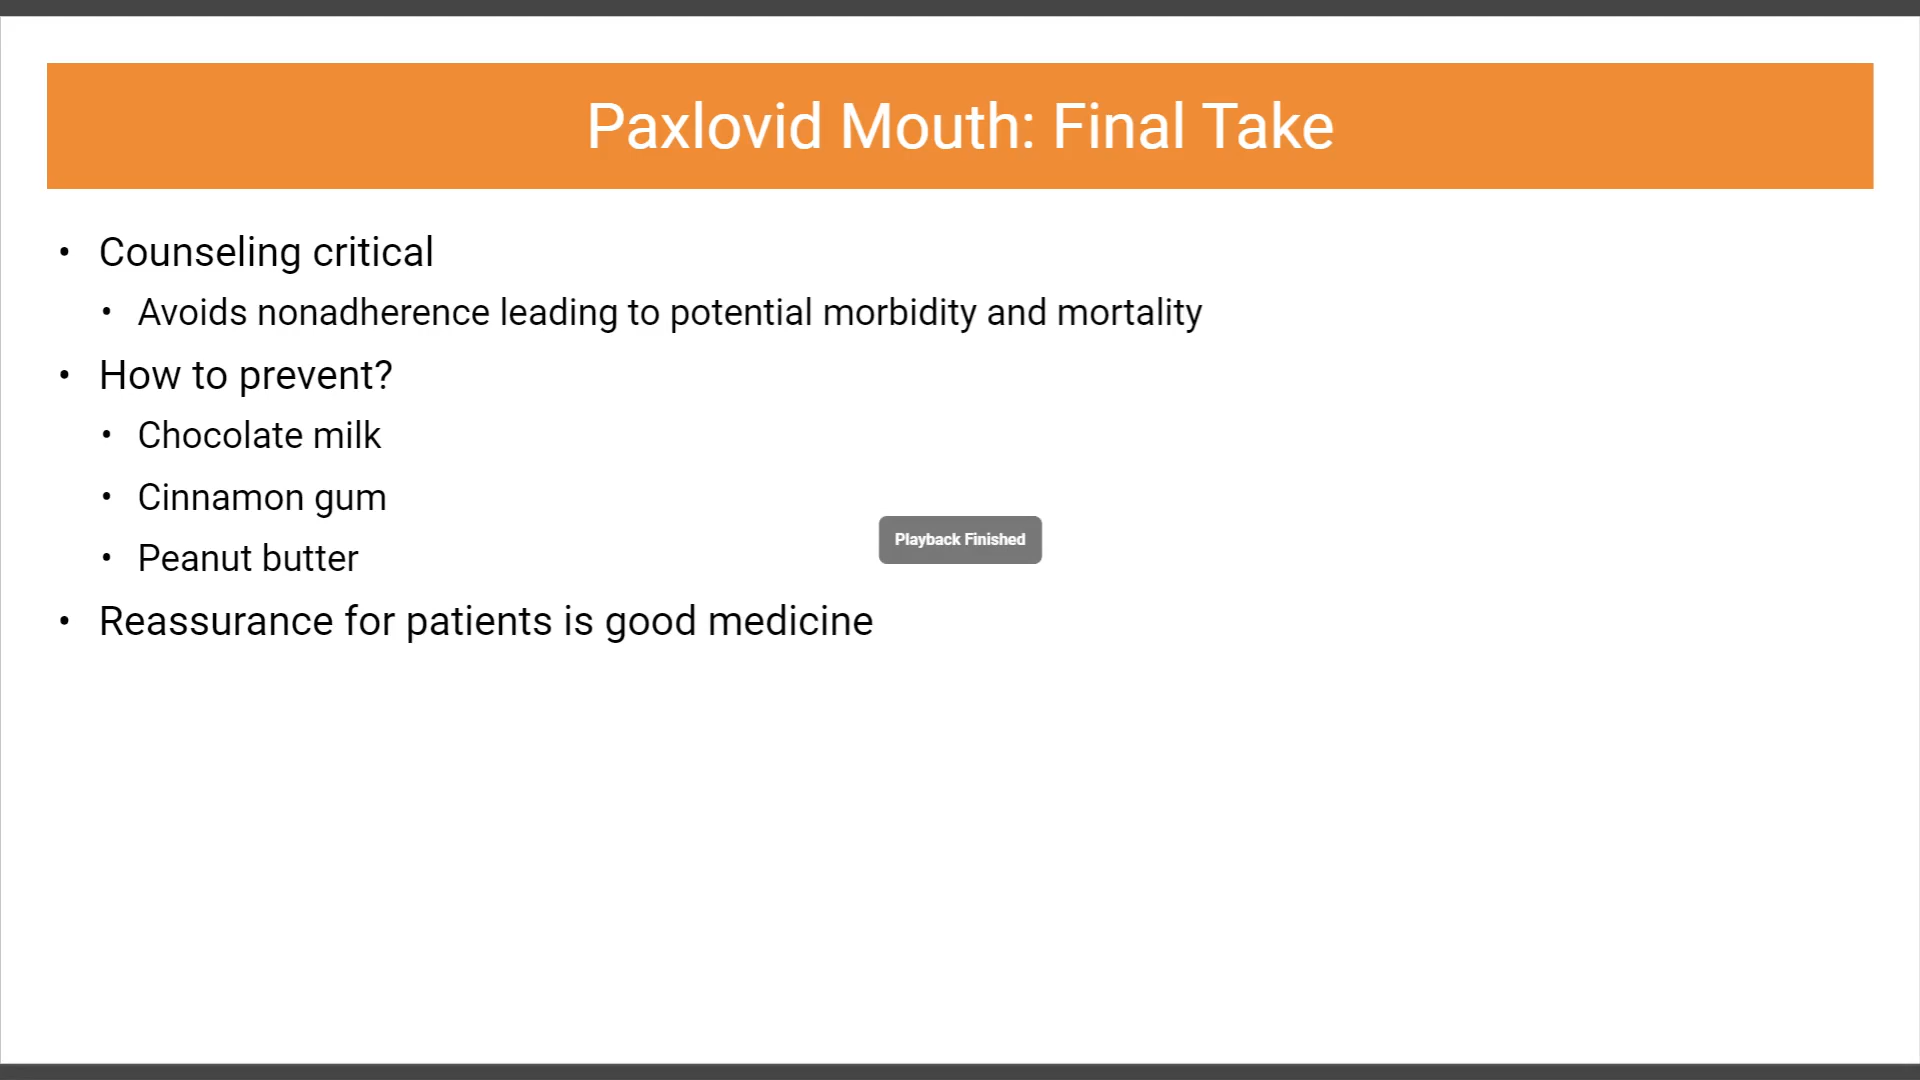 Paxlovid Mouth: Final Take
• Counseling critical
• Avoids nonadherence leading to potential morbidity and mortality
• How to prevent?
• Chocolate milk
• Cinnamon gum
• Peanut butter
Playback Finished
• Reassurance for patients is good medicine